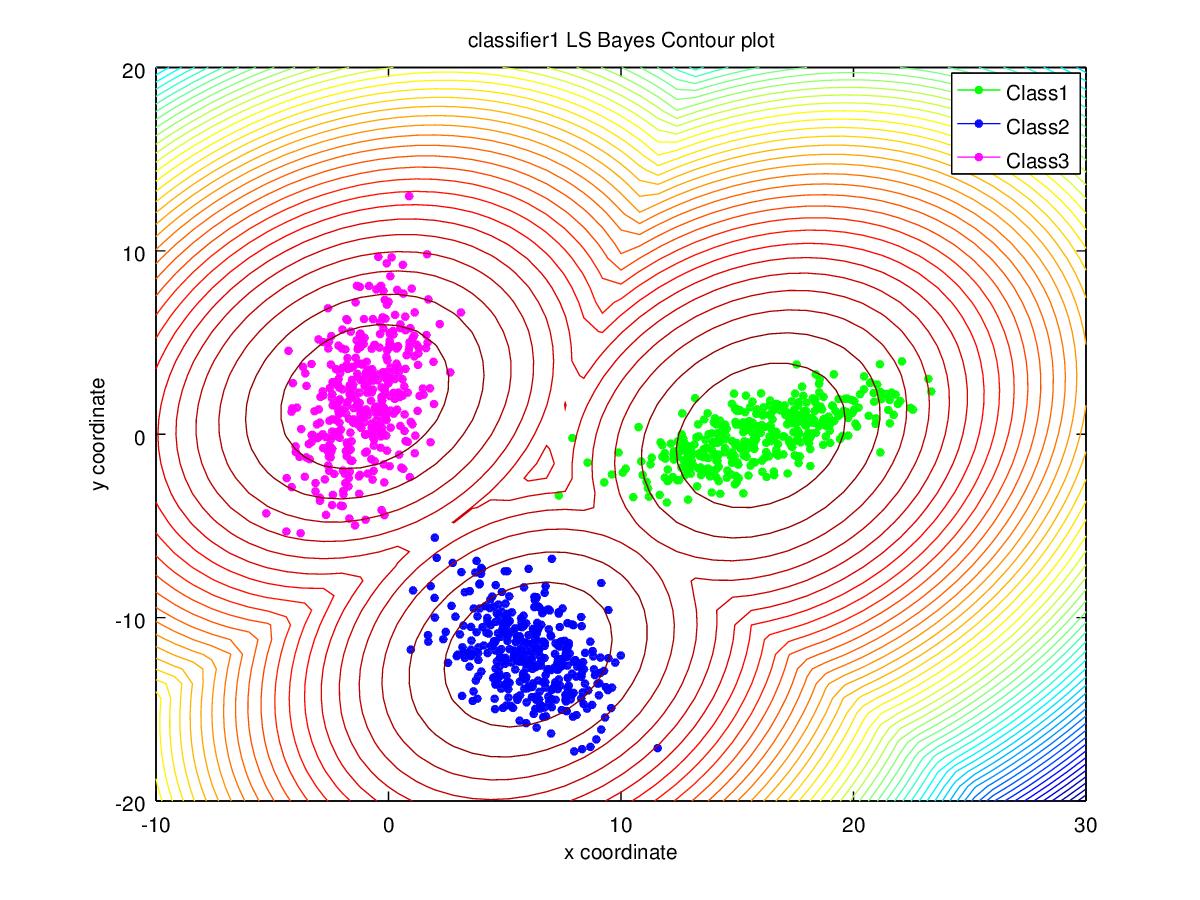 classifier1 LS Bayes Contour plot
20
10
0
-10
-20
-10 0 10 20 30
x coordinate
y coordinate
Class1
Class2
Class3